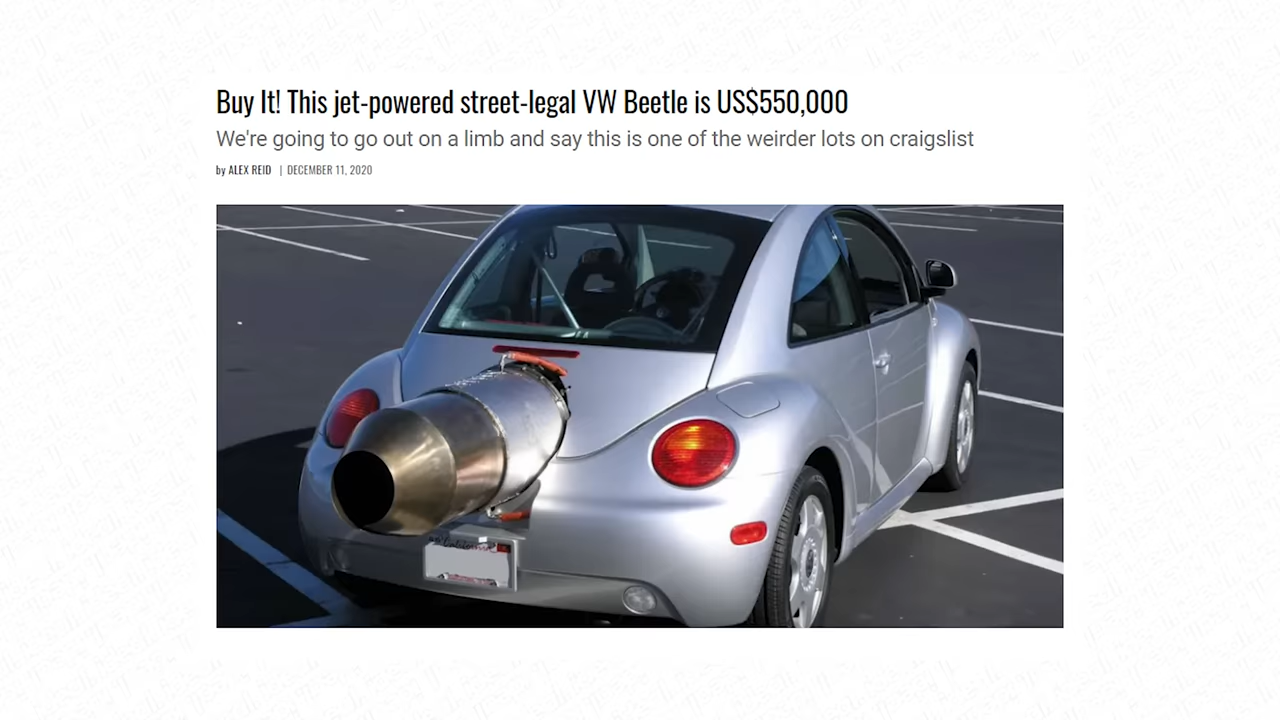 Buy It! This jet-powered street-legal VW Beetle is US$550,000
We're going to go out on a limb and say this is one of the weirder lots on craigslist
by ALEX REID | DECEMBER 11, 2020
California